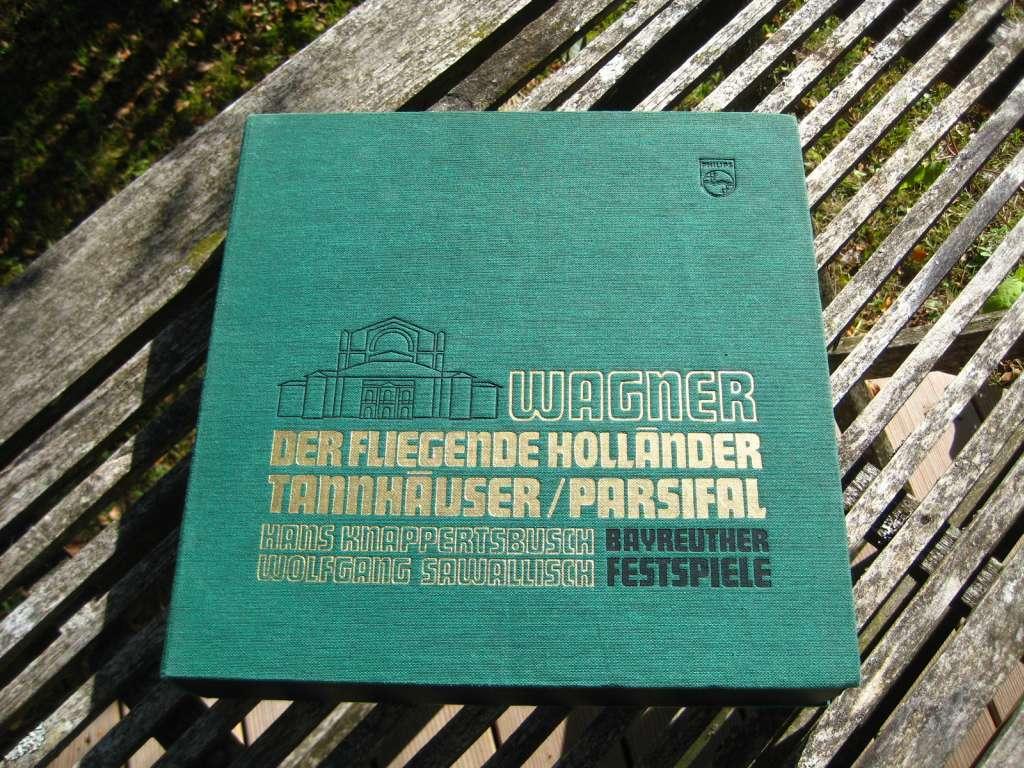 PHILIPS
WAGNER
DER FLIEGENDE HOLLÄNDER
TANNHÄUSER/PARSIFAL
HANS KNAPPERTSBUSCH BAYREUTHER
WOLFGANG SAWALLISCH FESTSPIELE